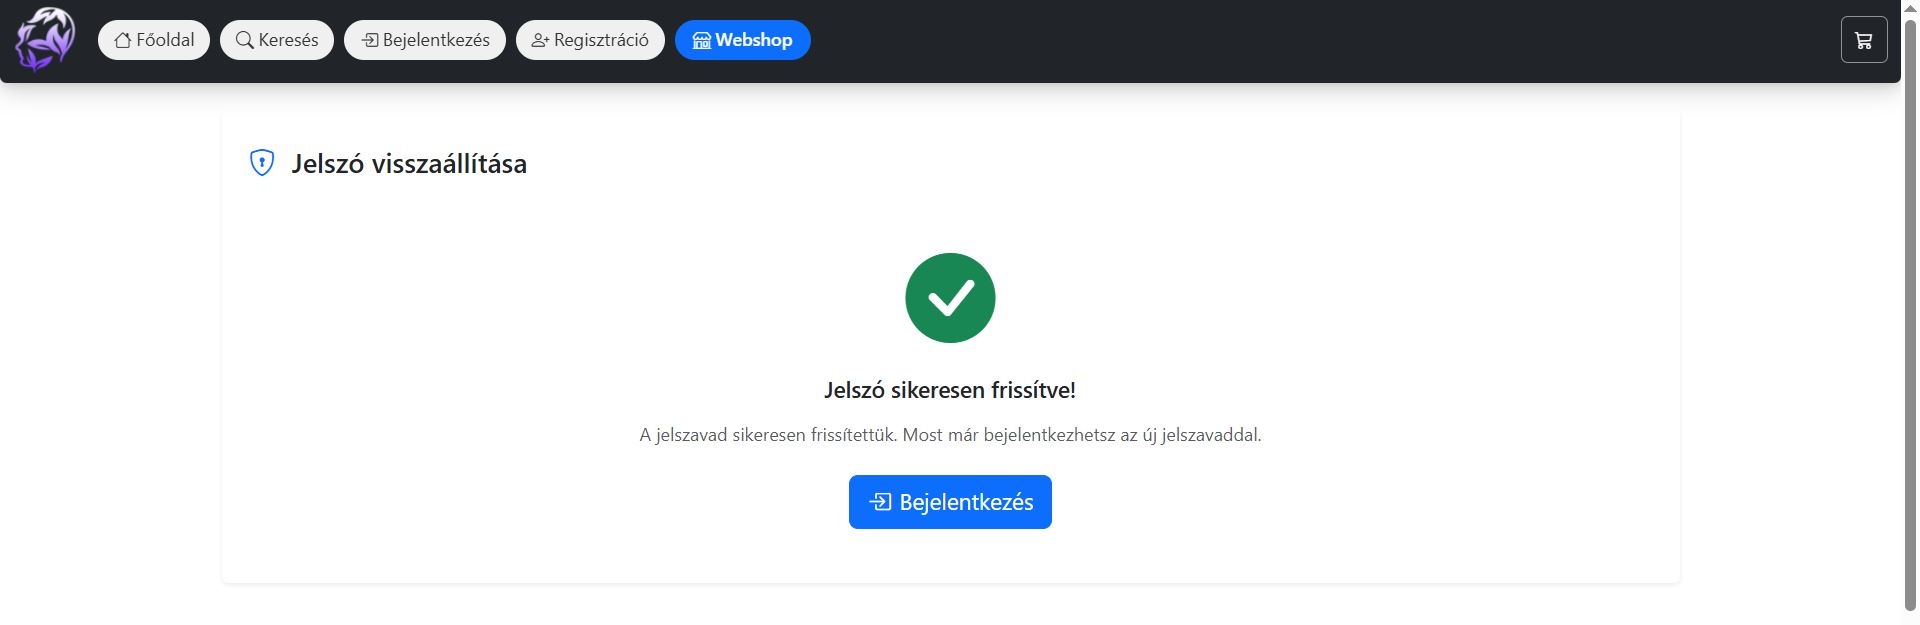 Főoldal Keresés Bejelentkezés Regisztráció Webshop
Jelszó visszaállítása
Jelszó sikeresen frissítve!
A jelszavad sikeresen frissítettük. Most már bejelentkezhetsz az új jelszavaddal.
Bejelentkezés